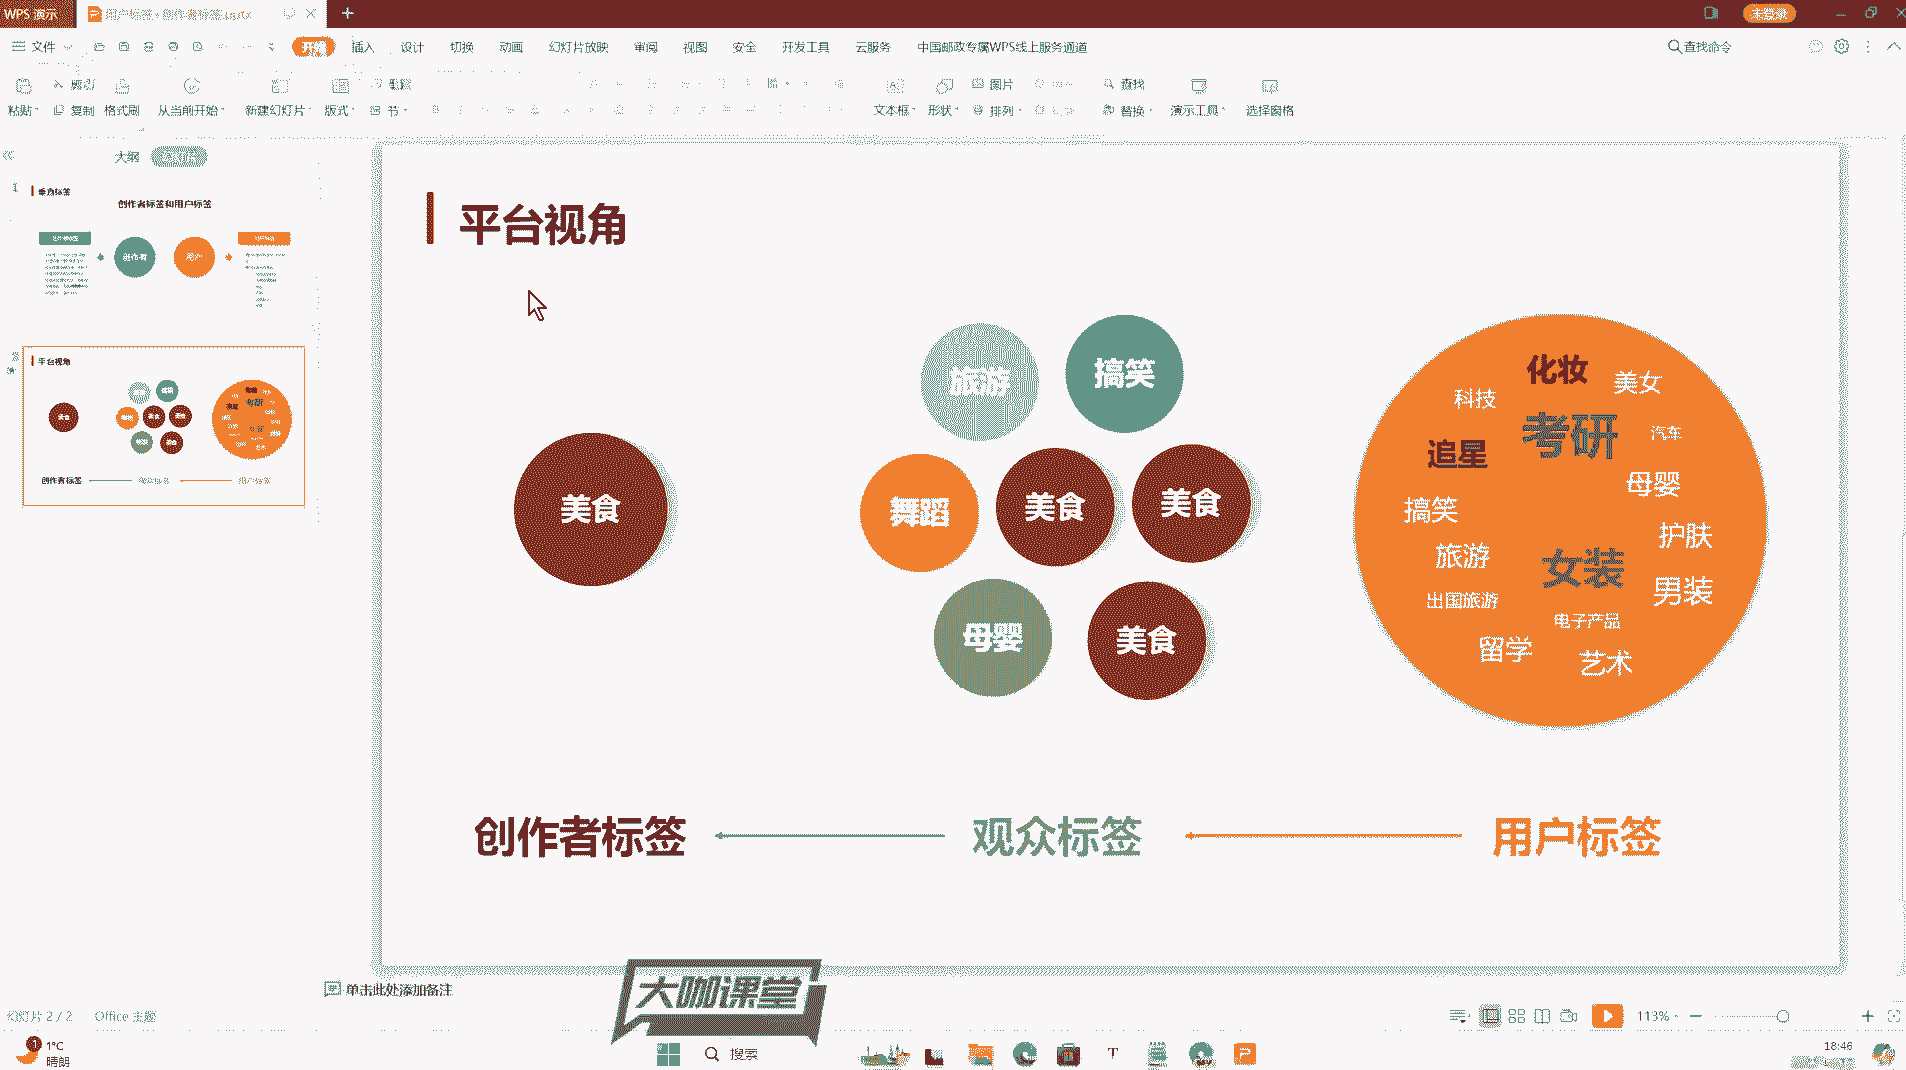 WPS 演示
用户标签+创作者标签.pptx
未登录
文件
开始 插入 设计 切换 动画 幻灯片放映 审阅 视图 安全 开发工具 云服务 中国邮政专属WPS线上服务通道
查找命令
粘贴 剪切 复制 格式刷 从当前开始 新建幻灯片 版式 重置 节
文本框 形状 图片 排列 查找 替换 演示工具 选择窗格
大纲
1
垂直标签
创作者标签和用户标签
创作者
用户
平台视角
美食
创作者标签
平台视角
美食
旅游
搞笑
舞蹈
美食
美食
母婴
美食
化妆
科技
美女
考研
汽车
追星
母婴
搞笑
护肤
旅游
女装
出国旅游
男装
电子产品
留学
艺术
创作者标签
观众标签
用户标签
单击此处添加备注
大咖课堂
幻灯片 2 / 2
Office 主题
113%
1
1°C
晴朗
搜索
18:46